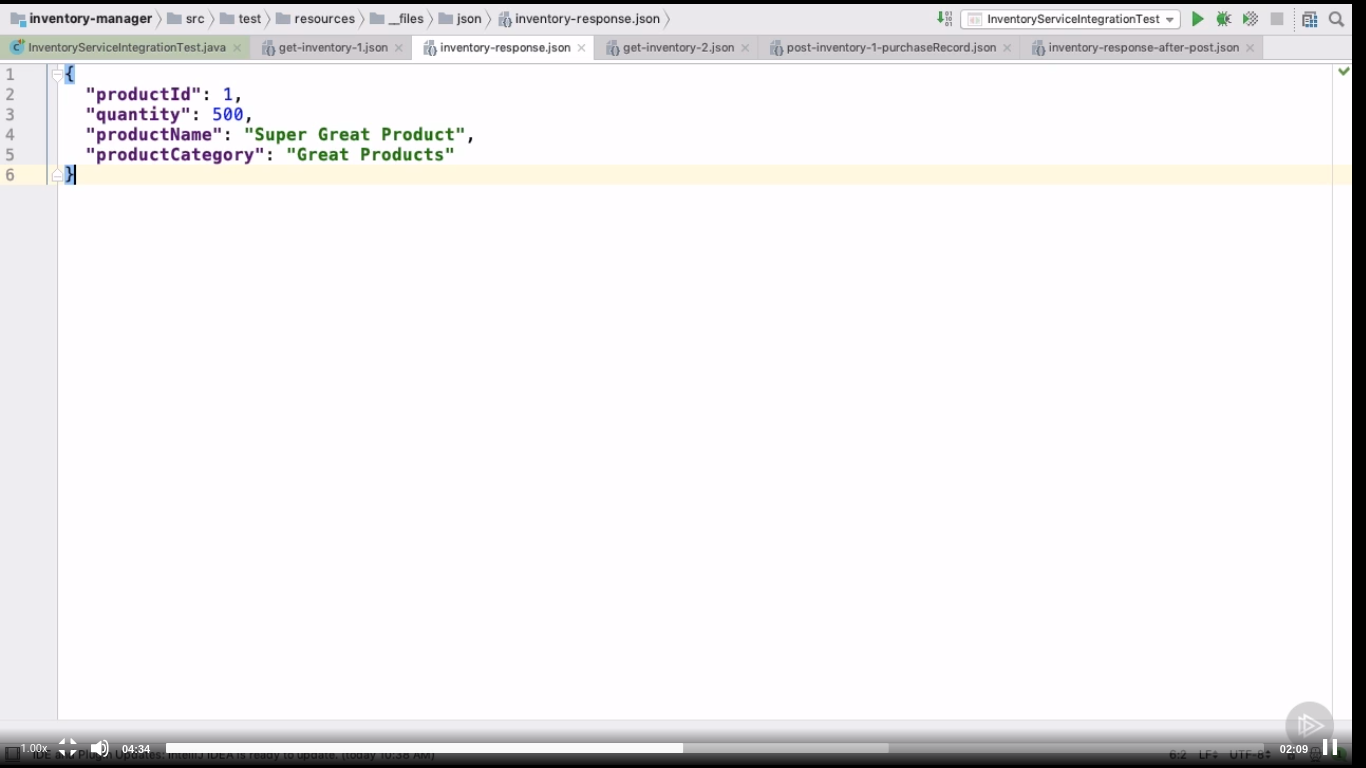 inventory-manager src test resources __files json inventory-response.json InventoryServiceIntegrationTest
InventoryServiceIntegrationTest.java get-inventory-1.json inventory-response.json get-inventory-2.json post-inventory-1-purchaseRecord.json inventory-response-after-post.json
1 {
2 "productId": 1,
3 "quantity": 500,
4 "productName": "Super Great Product",
5 "productCategory": "Great Products"
6 }
1.00x 04:34 02:09
IDE and Plugin Updates: IntelliJ IDEA is ready to update. (today 10:38 AM) 6:2 LF UTF-8